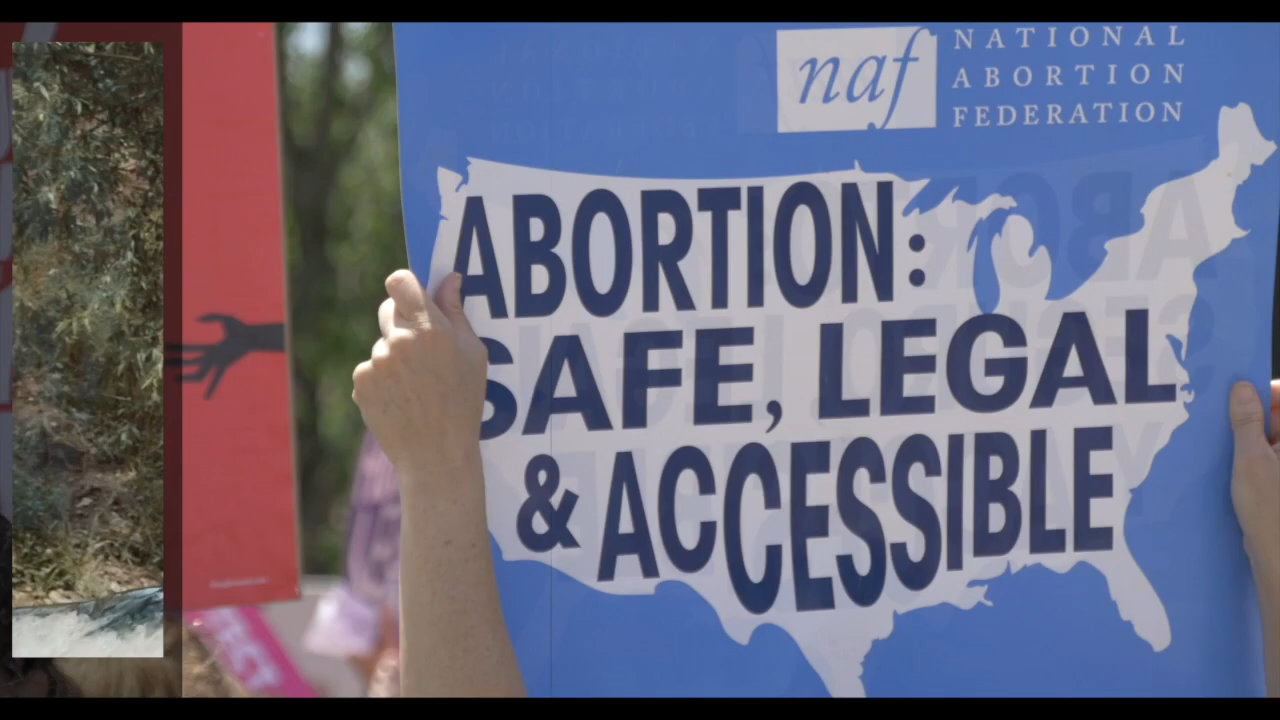 naf
NATIONAL
ABORTION
FEDERATION
ABORTION:
SAFE, LEGAL
& ACCESSIBLE